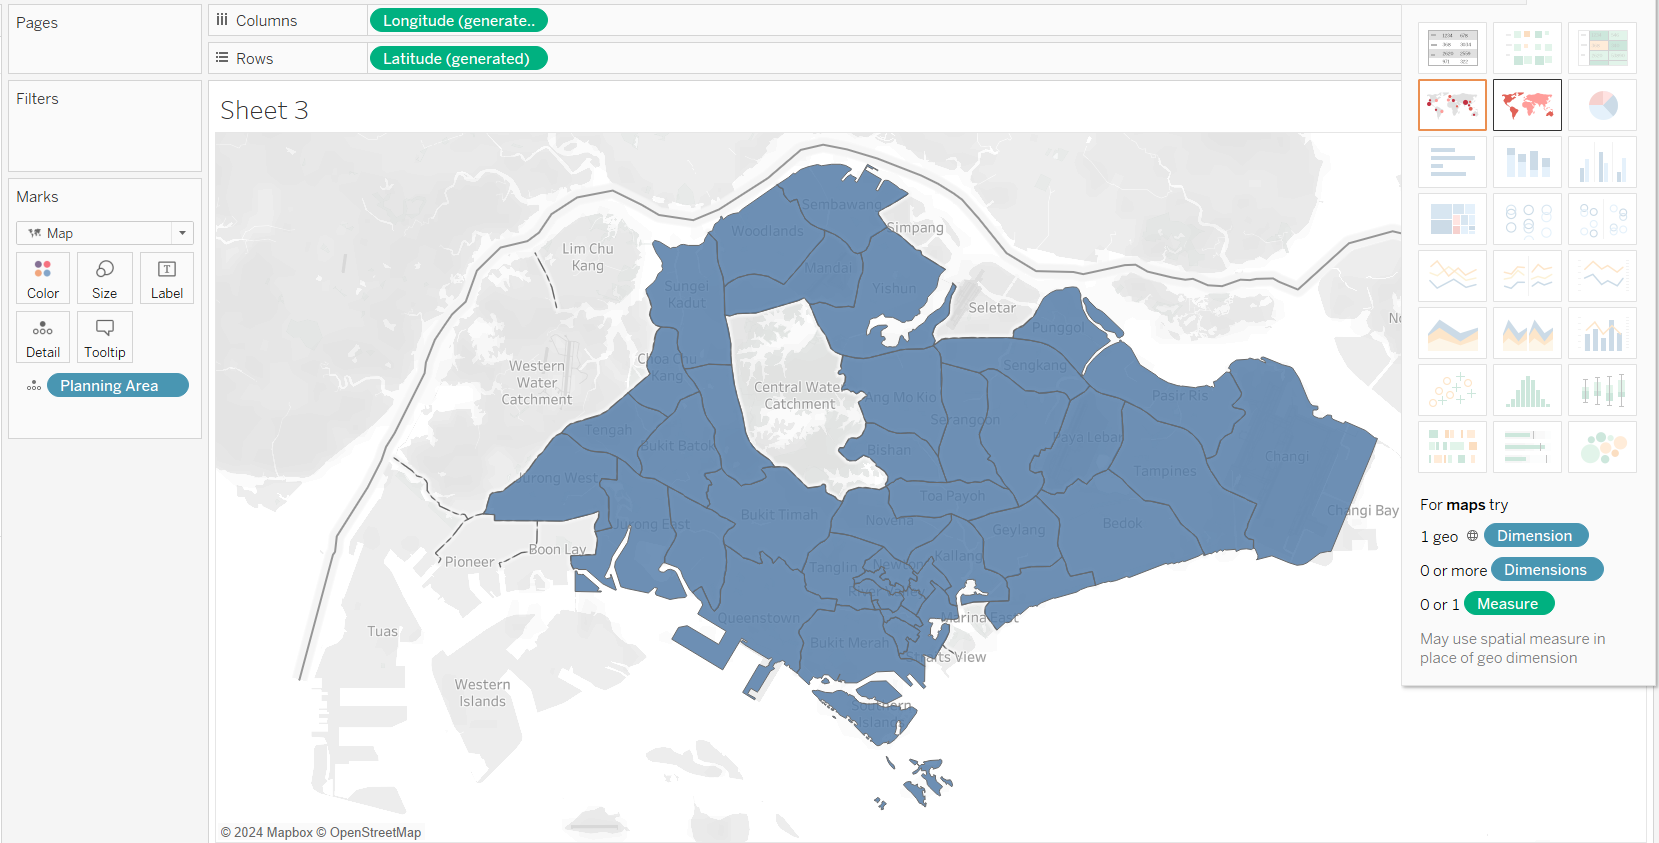 Pages
Filters
Marks
Map
Color
Size
Label
Detail
Tooltip
Planning Area
Columns
Longitude (generate..
Rows
Latitude (generated)
Sheet 3
Sembawang
Simpang
Woodlands
Lim Chu
Kang
Mandai
Sungei
Kadut
Yishun
Seletar
Punggol
Choa Chu
Kang
Sengkang
Western
Water
Catchment
Central Wate
Catchment
Ang Mo Kio
Pasir Ris
Serangoon
Tengah
Paya Lebar
Bukit Batok
Bishan
Changi
Jurong West
Tampines
Toa Payoh
Changi Bay
Bukit Timah
Novena
Jurong East
Geylang
Bedok
Boon Lay
Pioneer
Kallang
Tanglin
Newton
River Valley
Queenstown
Marina East
Tuas
Bukit Merah
Straits View
Western
Islands
Southern
Islands
No
© 2024 Mapbox © OpenStreetMap
For maps try
1 geo Dimension
0 or more Dimensions
0 or 1 Measure
May use spatial measure in
place of geo dimension